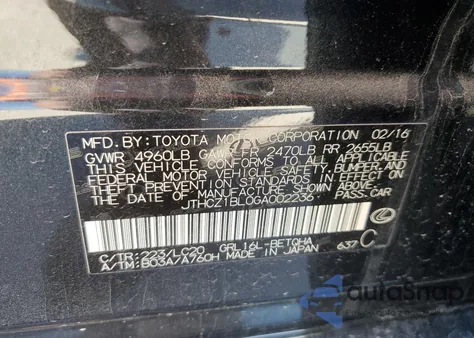 MFD. BY: TOYOTA MOTOR CORPORATION 02/16
GVWR 4960LB GAWR FR 2470LB RR 2655LB
THIS VEHICLE CONFORMS TO ALL APPLICABLE
FEDERAL MOTOR VEHICLE SAFETY, BUMPER, AND
THEFT PREVENTION STANDARDS IN EFFECT ON
THE DATE OF MANUFACTURE SHOWN ABOVE.
JTHCZ1BL0GA002236 PASS.CAR
C/TR: 223/LC20 GRL16L-BETQHA
A/TM: B03A/A760H MADE IN JAPAN 637 C
autoSnap